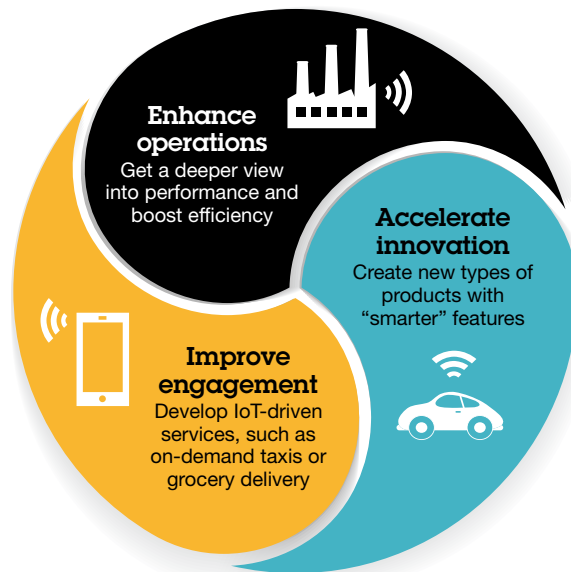 Enhance
operations
Get a deeper view
into performance and
boost efficiency
Accelerate
innovation
Create new types of
products with
“smarter” features
Improve
engagement
Develop IoT-driven
services, such as
on-demand taxis or
grocery delivery